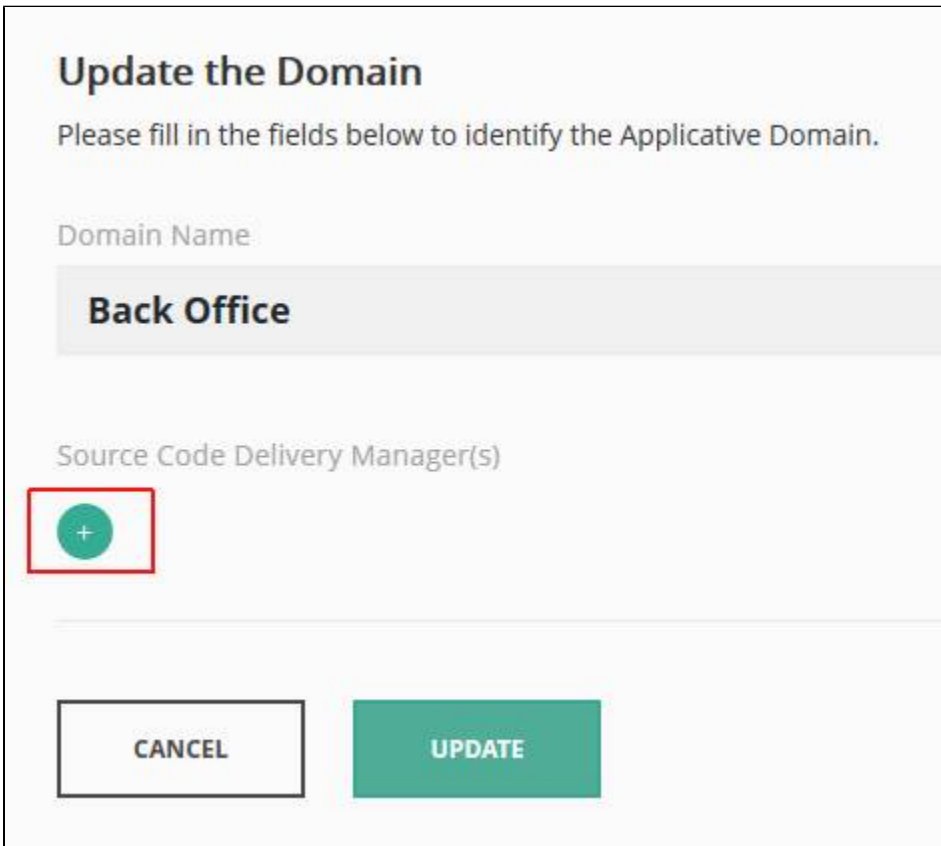 Update the Domain
Please fill in the fields below to identify the Applicative Domain.
Domain Name
Back Office
Source Code Delivery Manager(s)
+
CANCEL UPDATE